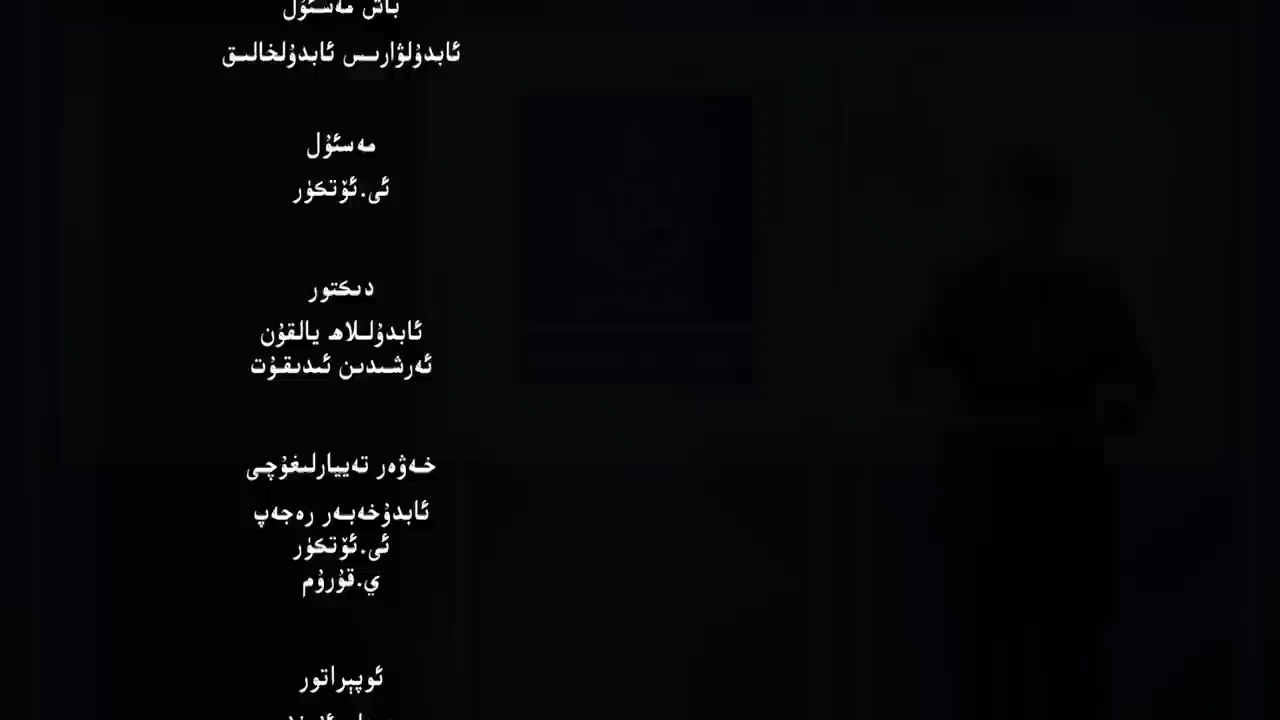 باش مەسئۇل
ئابدۇلۋارىس ئابدۇلخالىق
مەسئۇل
ئى.ئۆتكۈر
دىكتور
ئابدۇللاھ يالقۇن
ئەرشىدىن ئىدىقۇت
خەۋەر تەييارلىغۇچى
ئابدۇخەبەر رەجەپ
ئى.ئۆتكۈر
ي.قۇرۇم
ئوپېراتور